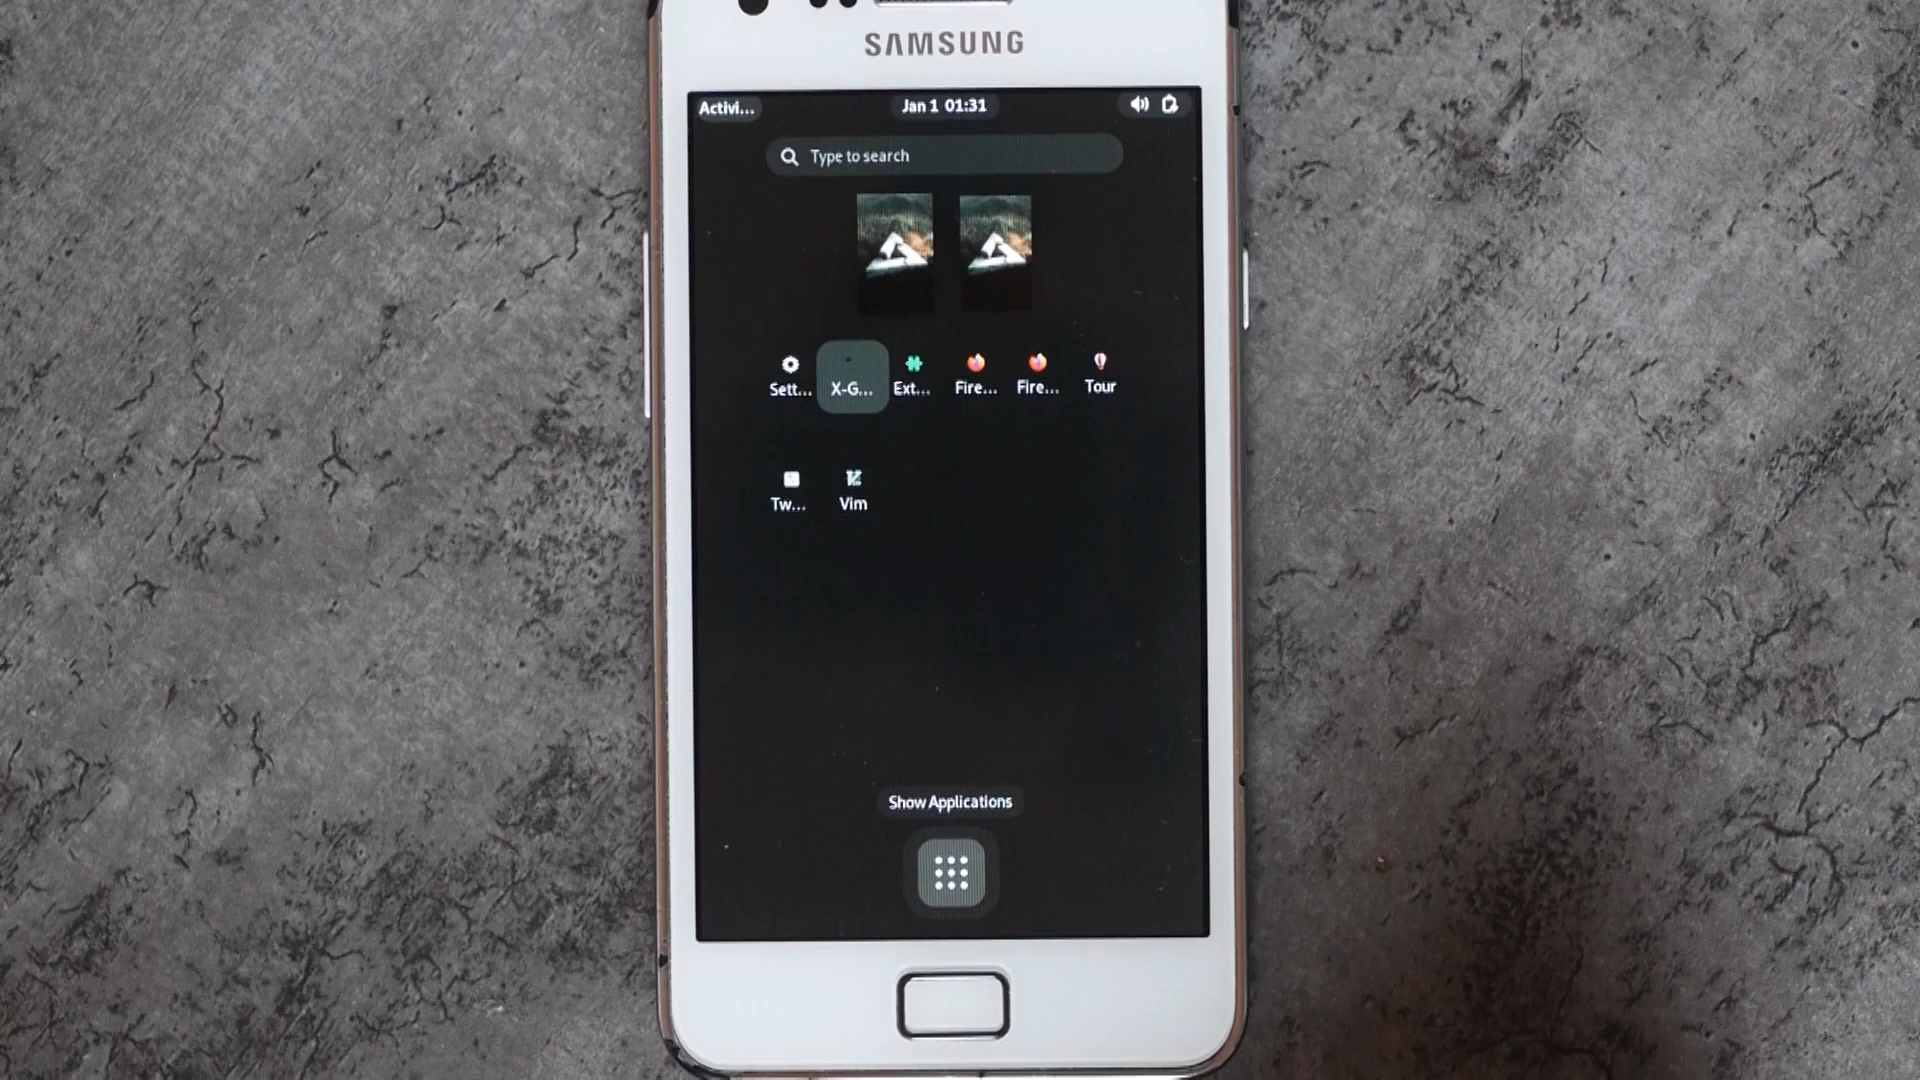 SAMSUNG
Activi... Jan 1 01:31
Type to search
Sett... X-G... Ext... Fire... Fire... Tour
Tw... Vim
Show Applications